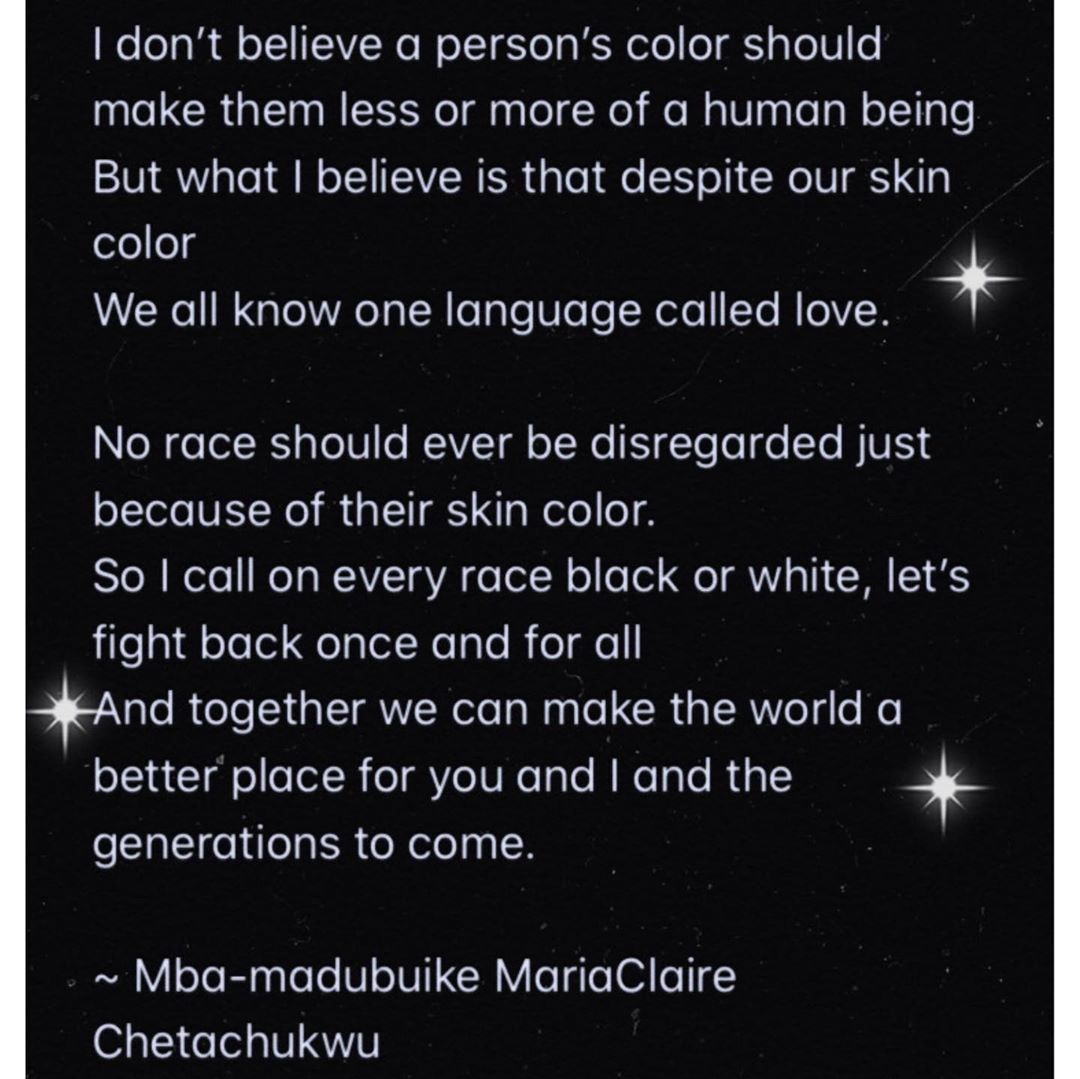 I don't believe a person's color should
make them less or more of a human being
But what I believe is that despite our skin
color
We all know one language called love.
No race should ever be disregarded just
because of their skin color.
So I call on every race black or white, let's
fight back once and for all
And together we can make the world a
better place for you and I and the
generations to come.
~ Mba-madubuike MariaClaire
Chetachukwu